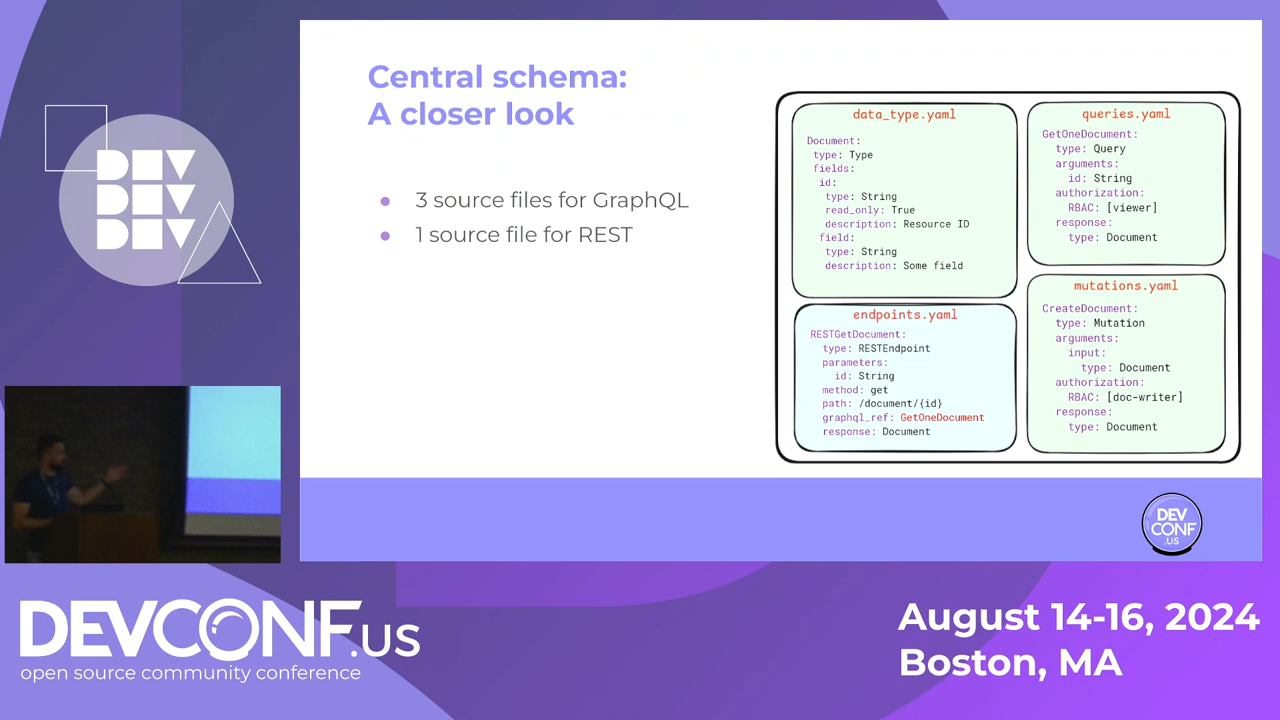 DEV
DEV
DEV
Central schema:
A closer look
● 3 source files for GraphQL
● 1 source file for REST
data_type.yaml
Document:
type: Type
fields:
id:
type: String
read_only: True
description: Resource ID
field:
type: String
description: Some field
queries.yaml
GetOneDocument:
type: Query
arguments:
id: String
authorization:
RBAC: [viewer]
response:
type: Document
endpoints.yaml
RESTGetDocument:
type: RESTEndpoint
parameters:
id: String
method: get
path: /document/{id}
graphql_ref: GetOneDocument
response: Document
mutations.yaml
CreateDocument:
type: Mutation
arguments:
input:
type: Document
authorization:
RBAC: [doc-writer]
response:
type: Document
DEV
CONF
.US
DEVCONF.US
open source community conference
August 14-16, 2024
Boston, MA